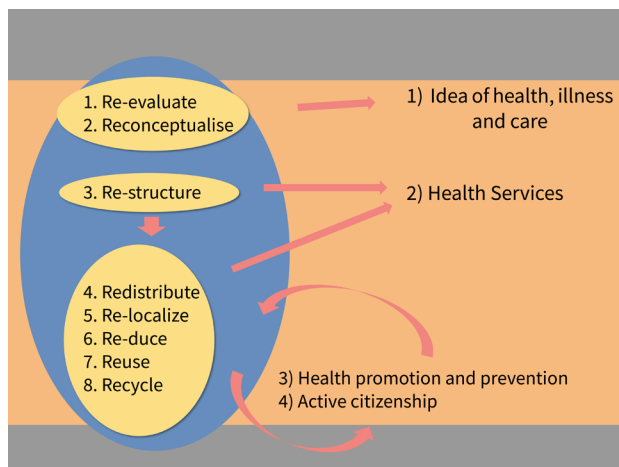 1. Re-evaluate
2. Reconceptualise
1) Idea of health, illness
and care
3. Re-structure
2) Health Services
4. Redistribute
5. Re-localize
6. Re-duce
7. Reuse
8. Recycle
3) Health promotion and prevention
4) Active citizenship